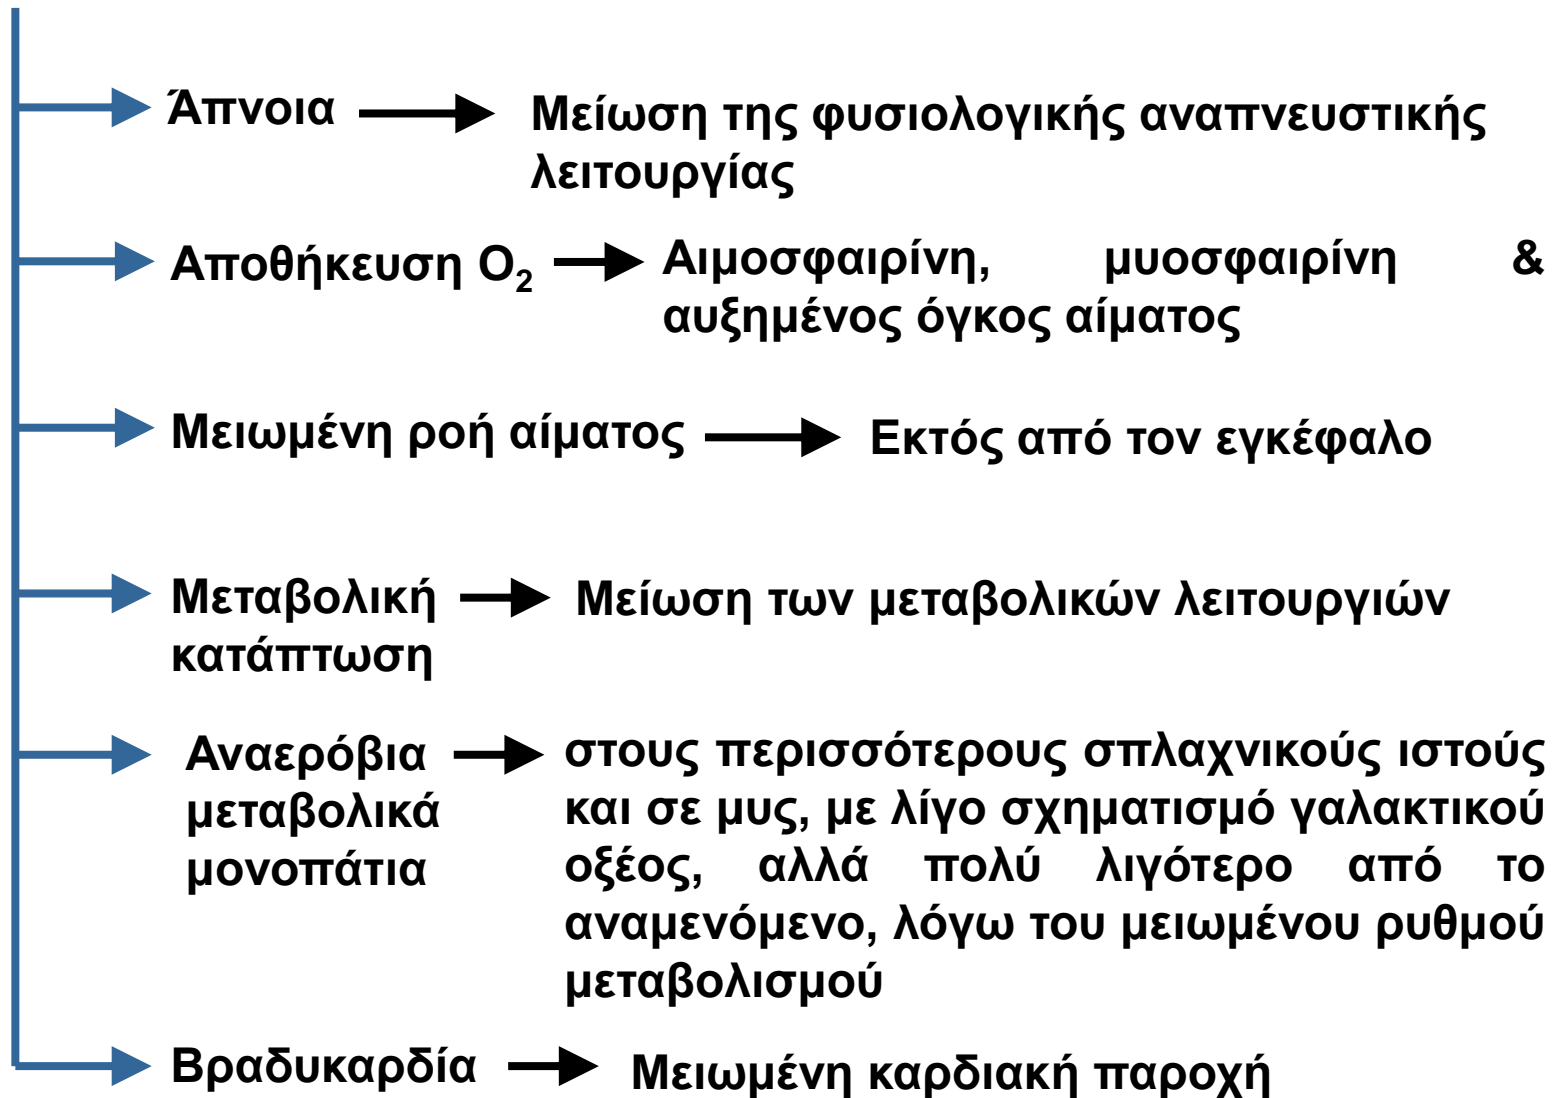 Άπνοια
Μείωση της φυσιολογικής αναπνευστικής
λειτουργίας
Αποθήκευση O₂
Αιμοσφαιρίνη, μυοσφαιρίνη &
αυξημένος όγκος αίματος
Μειωμένη ροή αίματος
Εκτός από τον εγκέφαλο
Μεταβολική
κατάπτωση
Μείωση των μεταβολικών λειτουργιών
Αναερόβια
μεταβολικά
μονοπάτια
στους περισσότερους σπλαχνικούς ιστούς
και σε μυς, με λίγο σχηματισμό γαλακτικού
οξέος, αλλά πολύ λιγότερο από το
αναμενόμενο, λόγω του μειωμένου ρυθμού
μεταβολισμού
Βραδυκαρδία
Μειωμένη καρδιακή παροχή